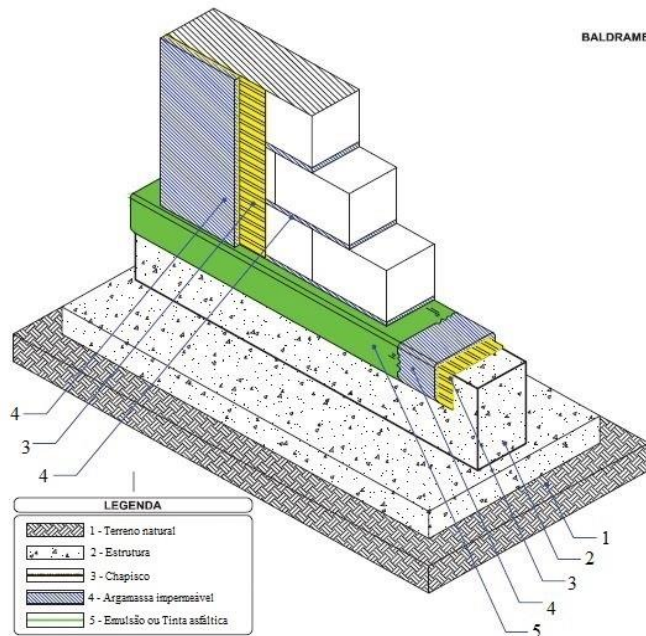 BALDRAME
4
3
4
1
2
3
4
5
LEGENDA
1 - Terreno natural
2 - Estrutura
3 - Chapisco
4 - Argamassa impermeável
5 - Emulsão ou Tinta asfáltica